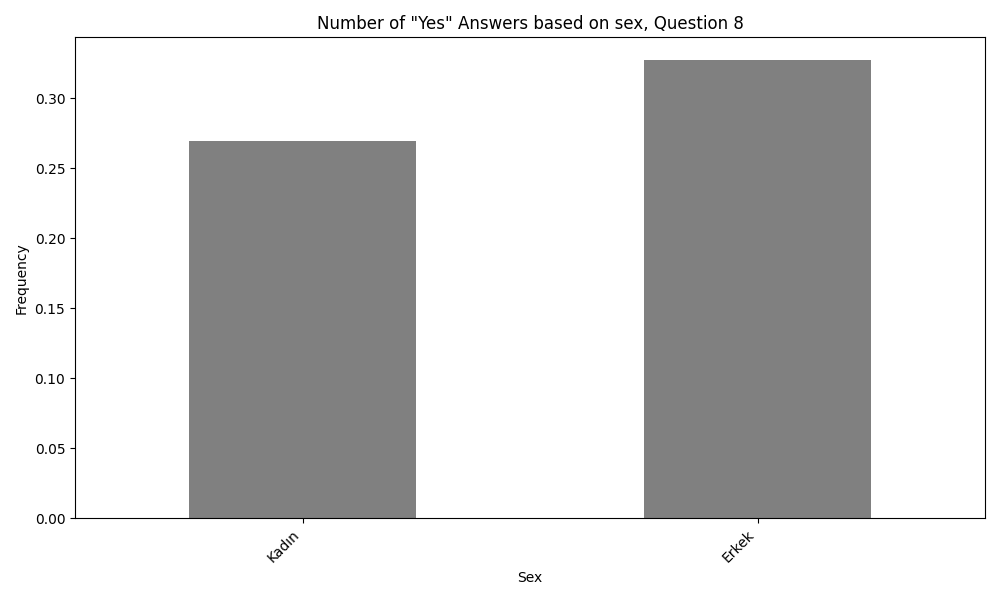 Number of "Yes" Answers based on sex, Question 8
Frequency
0.30
0.25
0.20
0.15
0.10
0.05
0.00
Kadın
Erkek
Sex